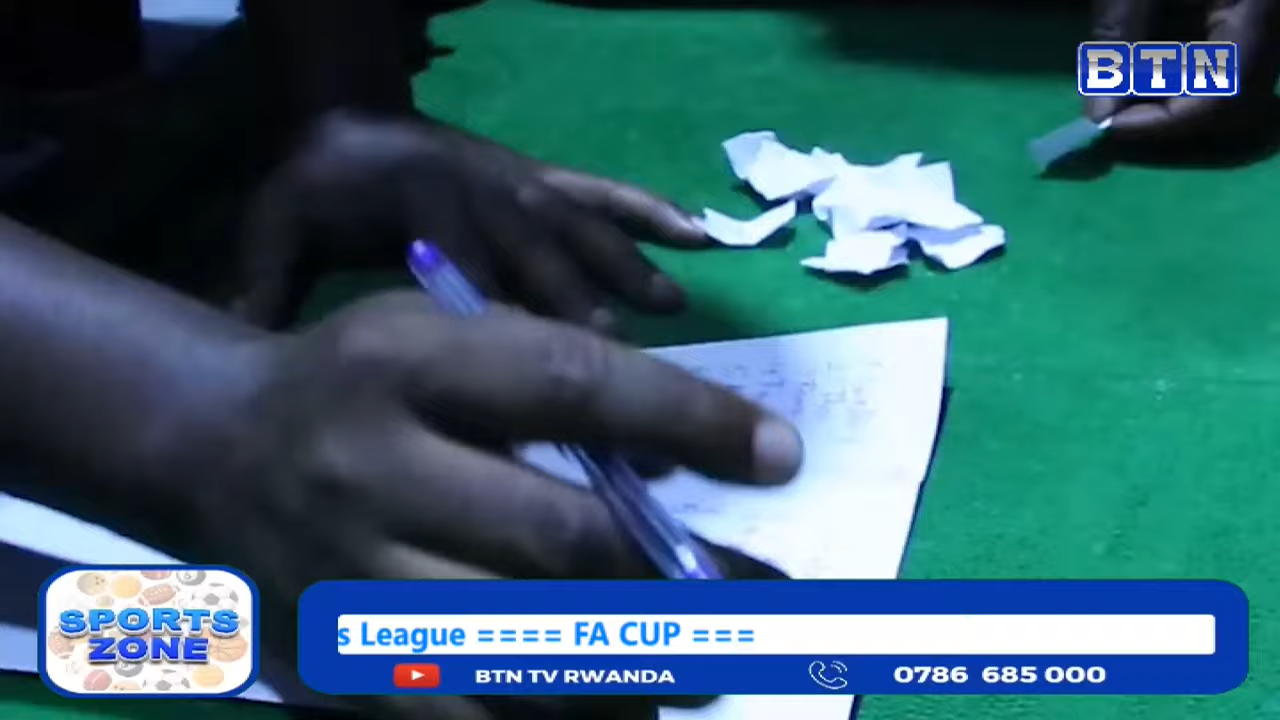 BTN
SPORTS
ZONE
s League ==== FA CUP ===
BTN TV RWANDA
0786 685 000